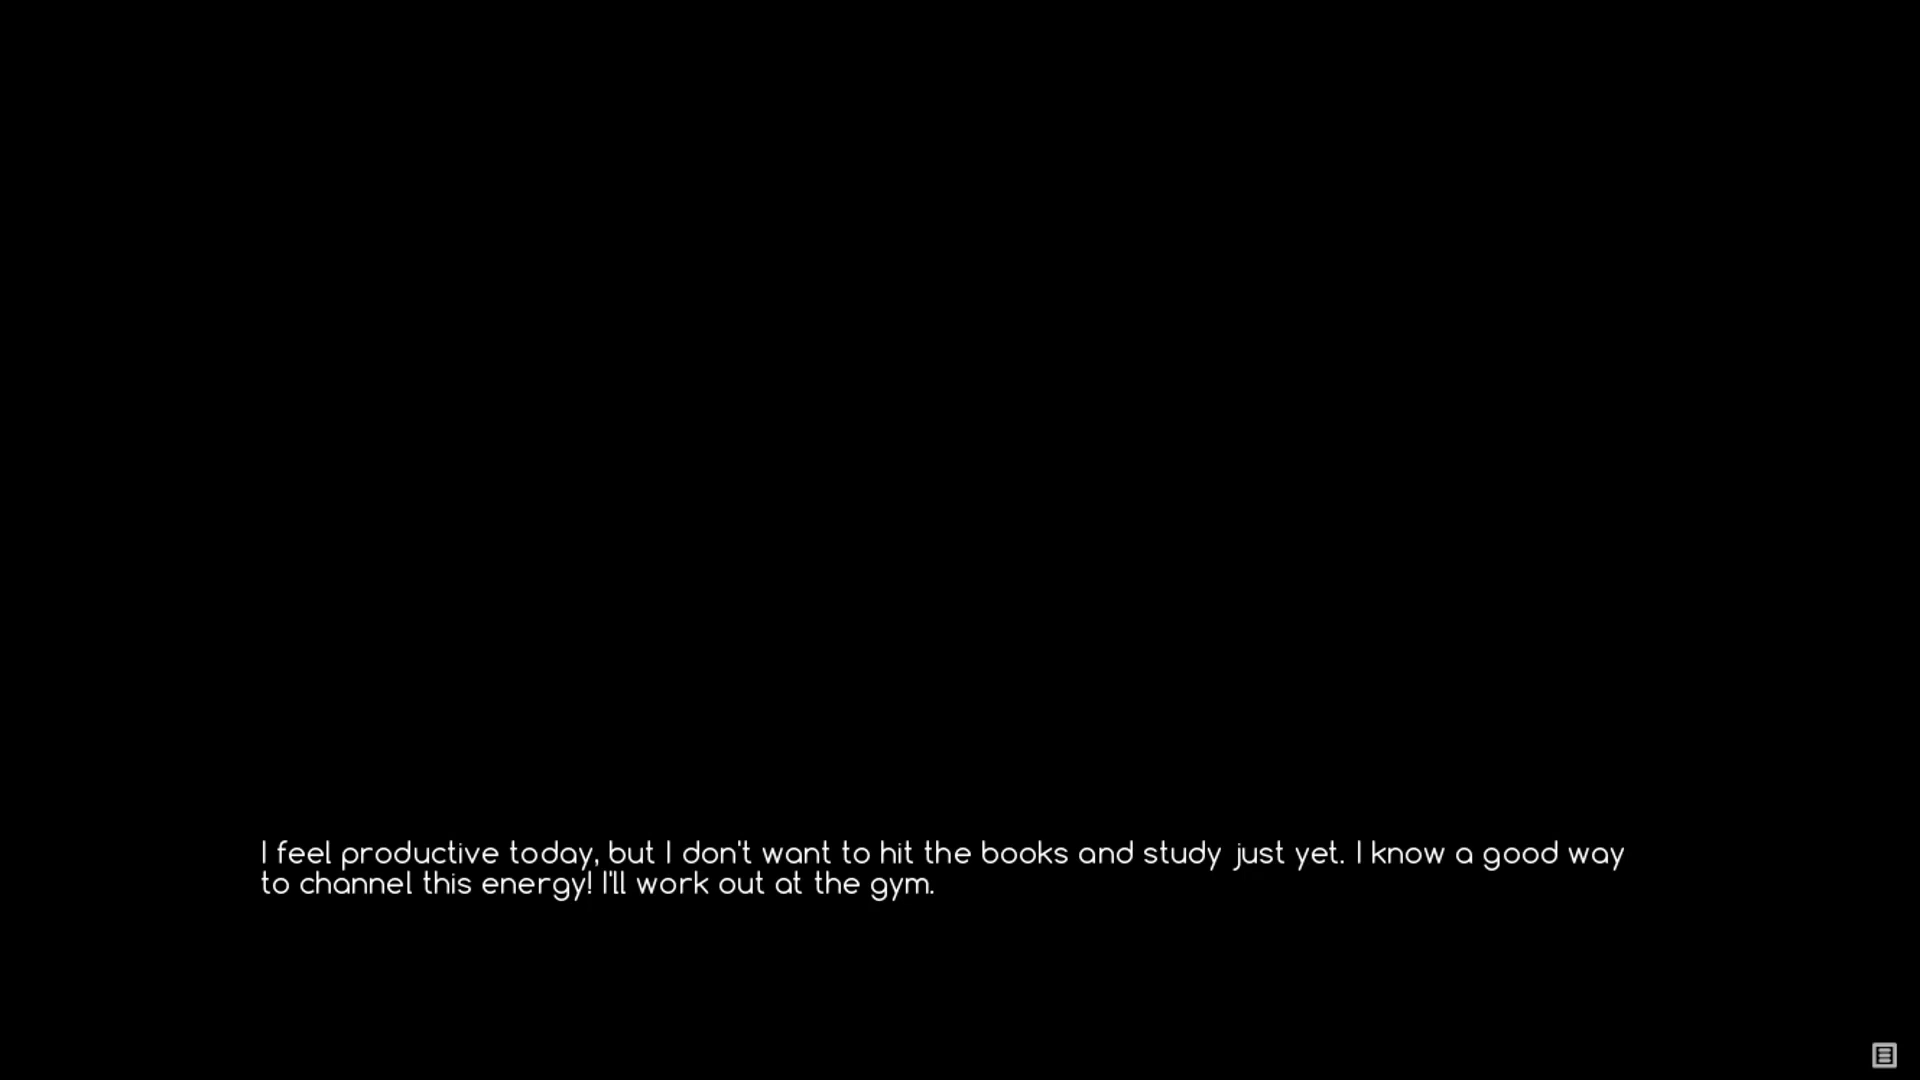 I feel productive today, but I don't want to hit the books and study just yet. I know a good way
to channel this energy! I'll work out at the gym.